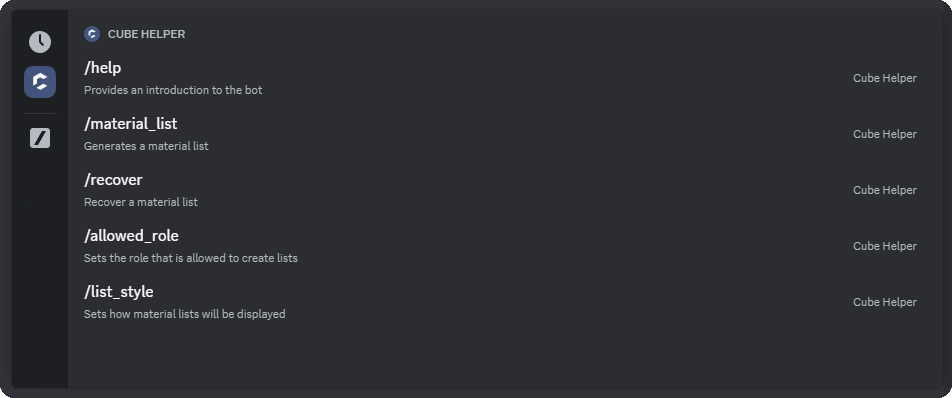 CUBE HELPER
/help
Provides an introduction to the bot
Cube Helper
/material_list
Generates a material list
Cube Helper
/recover
Recover a material list
Cube Helper
/allowed_role
Sets the role that is allowed to create lists
Cube Helper
/list_style
Sets how material lists will be displayed
Cube Helper